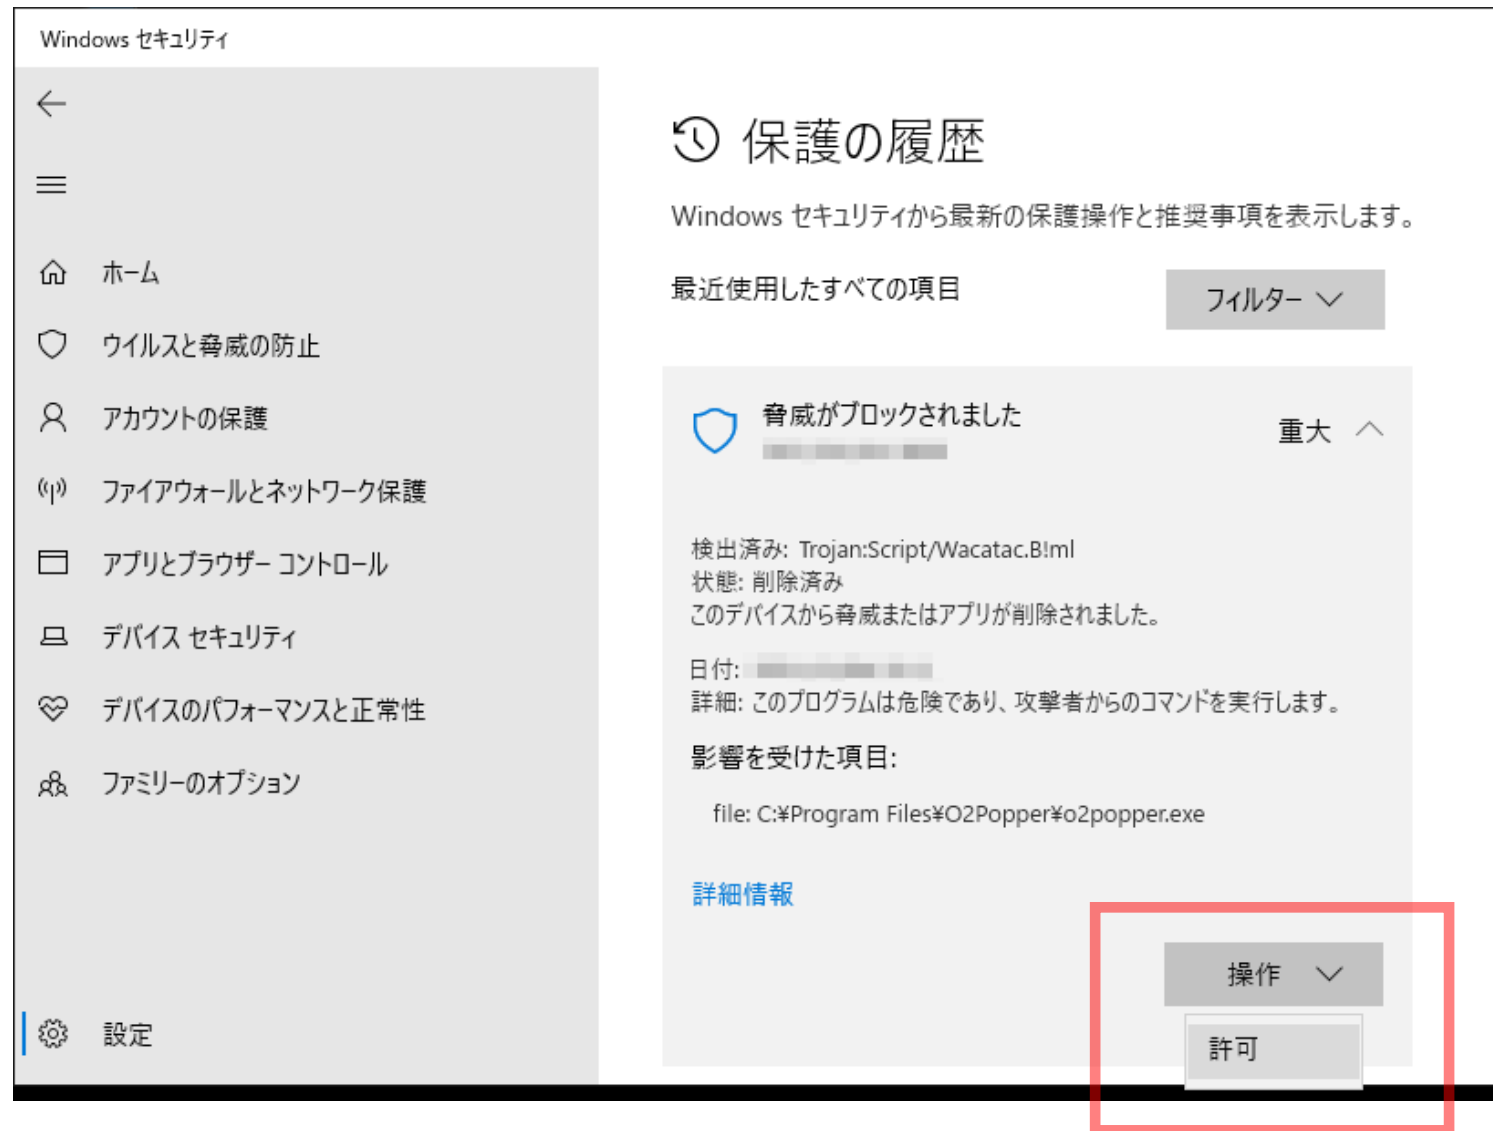 Windows セキュリティ
ホーム
ウイルスと脅威の防止
アカウントの保護
ファイアウォールとネットワーク保護
アプリとブラウザー コントロール
デバイス セキュリティ
デバイスのパフォーマンスと正常性
ファミリーのオプション
設定
保護の履歴
Windows セキュリティから最新の保護操作と推奨事項を表示します。
最近使用したすべての項目
フィルター
脅威がブロックされました
重大
検出済み: Trojan:Script/Wacatac.B!ml
状態: 削除済み
このデバイスから脅威またはアプリが削除されました。
日付:
詳細: このプログラムは危険であり、攻撃者からのコマンドを実行します。
影響を受けた項目:
file: C:¥Program Files¥O2Popper¥o2popper.exe
詳細情報
操作
許可